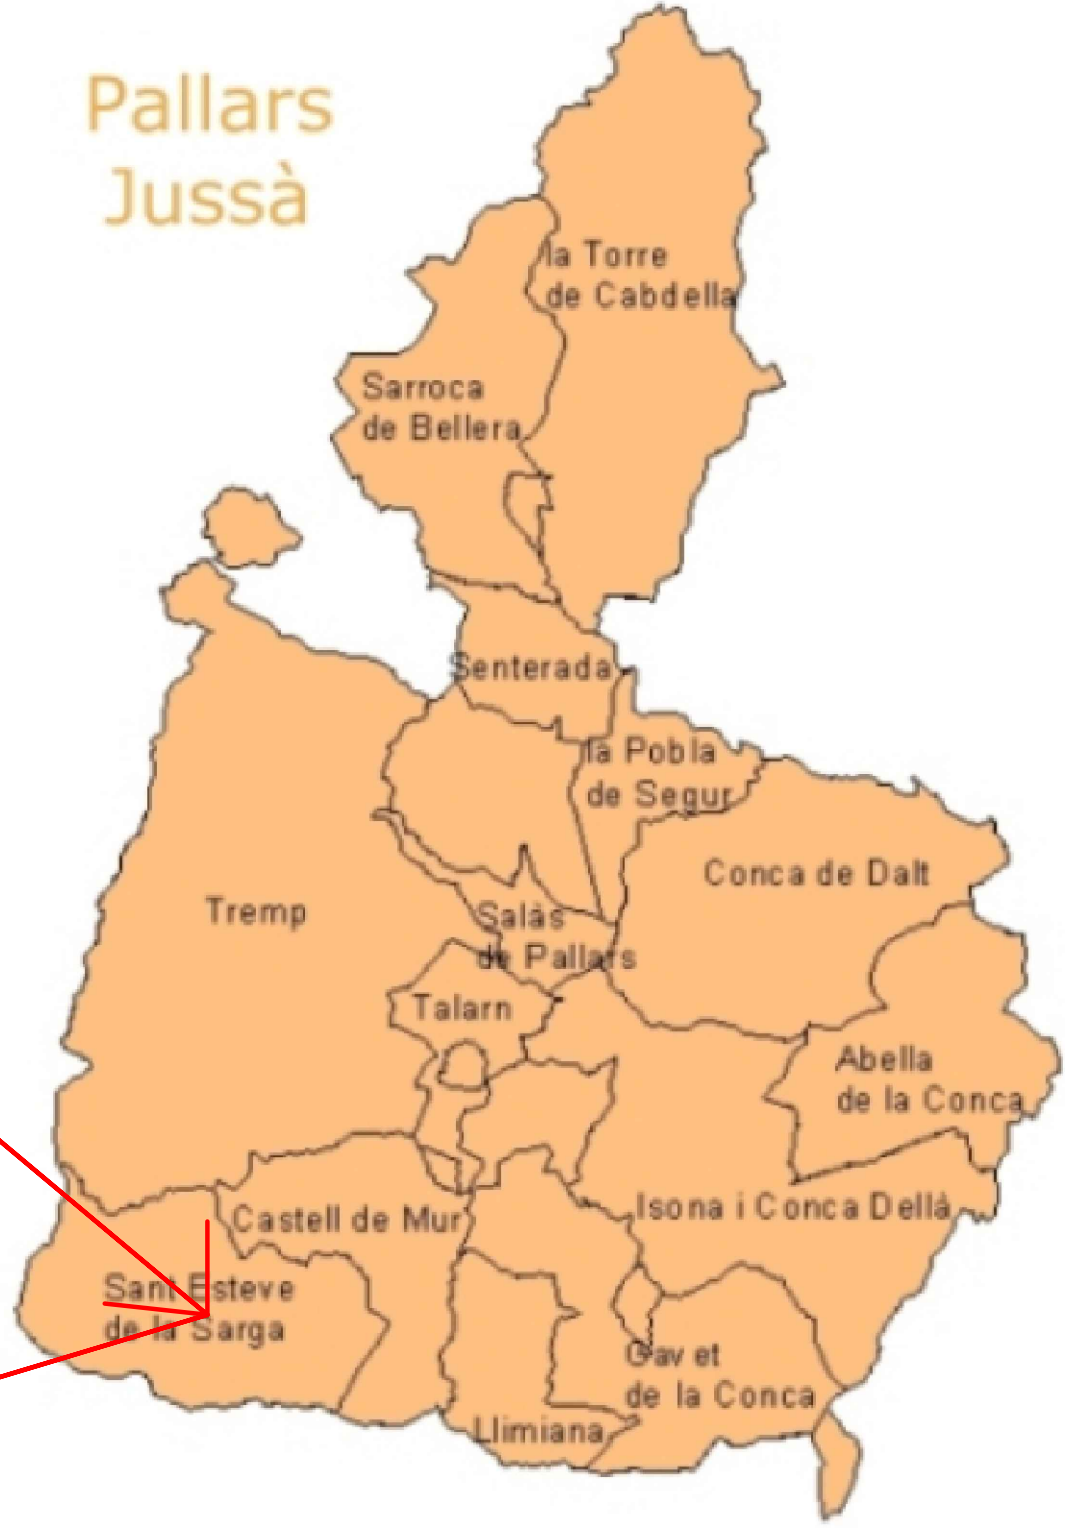 Pallars
Jussà
la Torre
de Cabdella
Sarroca
de Bellera
Senterada
la Pobla
de Segur
Conca de Dalt
Tremp
Salàs
de Pallars
Talarn
Abella
de la Conca
Isona i Conca Dellà
Castell de Mur
Sant Esteve
de la Sarga
Gavet
de la Conca
Llimiana